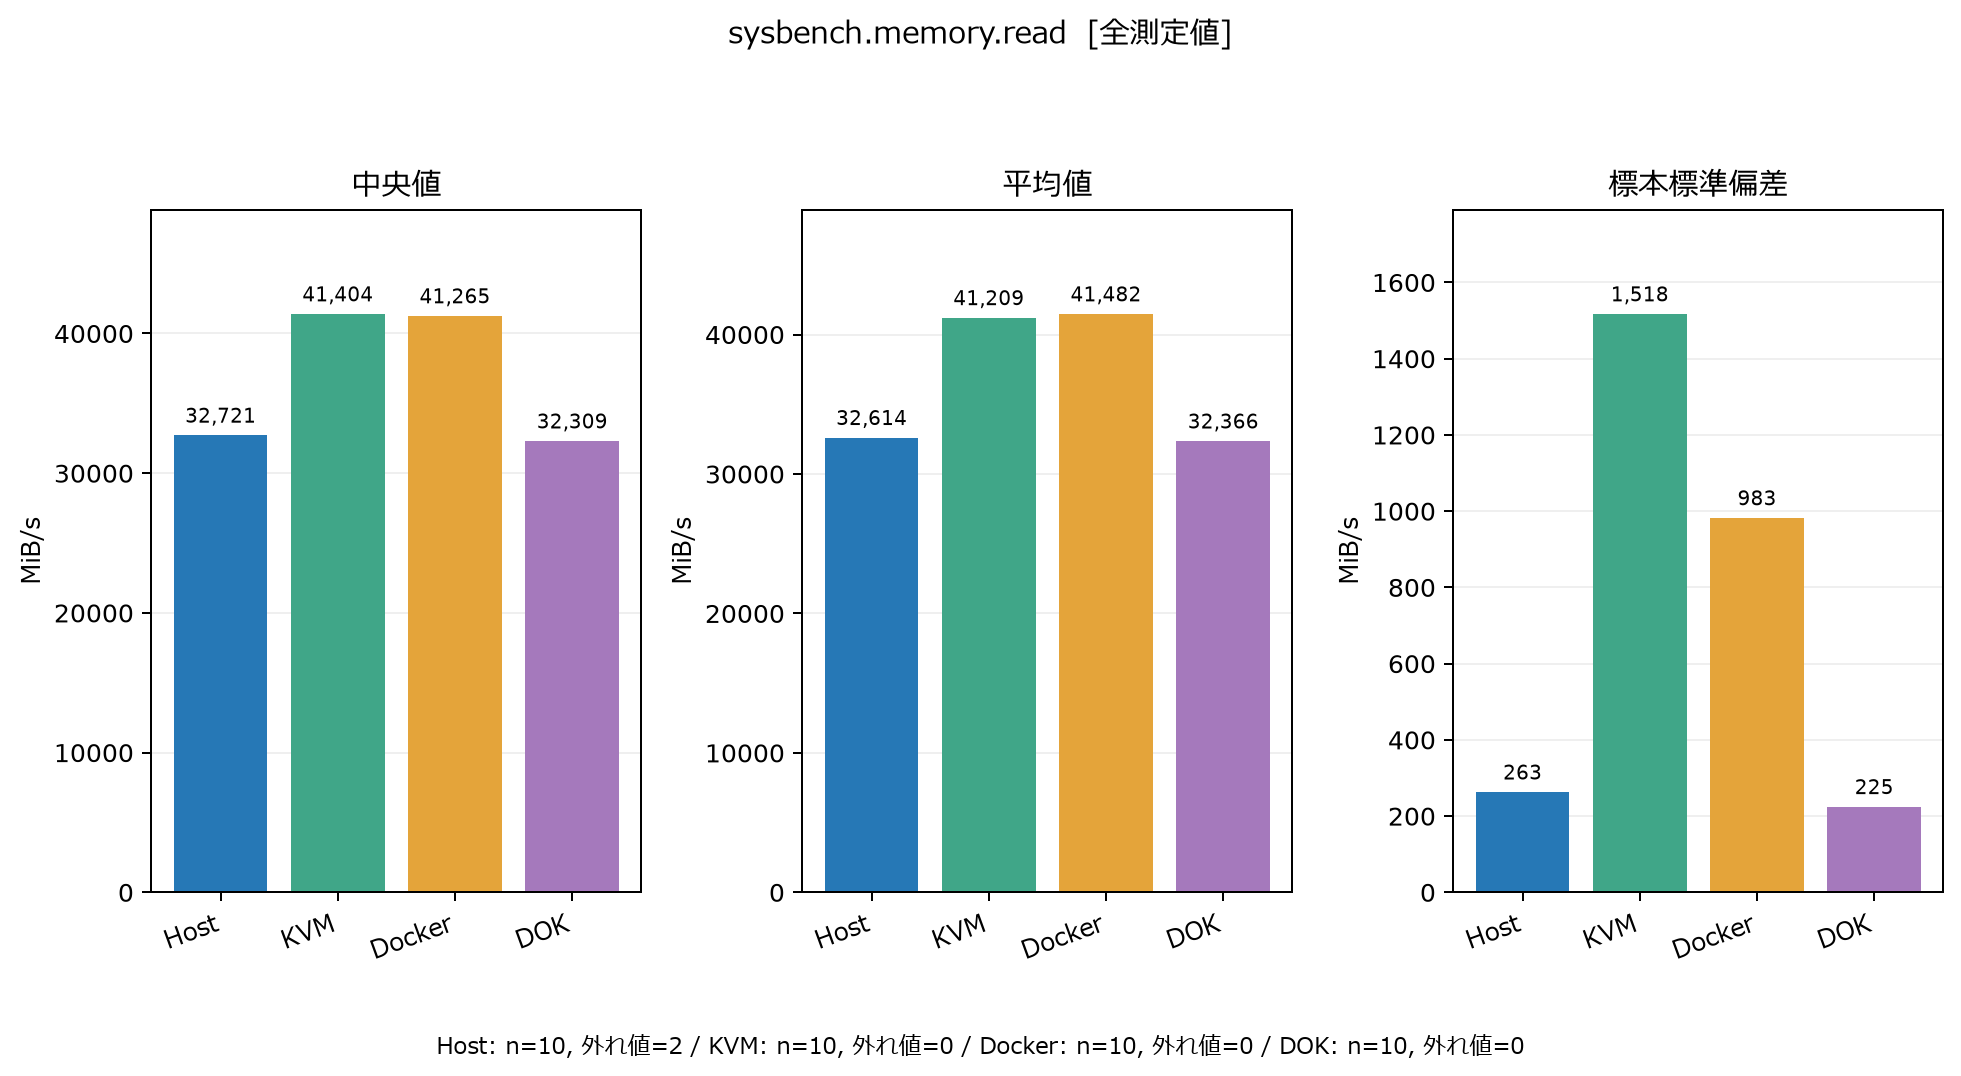 sysbench.memory.read [全測定値]
中央値
MiB/s
40000
30000
20000
10000
0
32,721
41,404
41,265
32,309
Host
KVM
Docker
DOK
平均値
MiB/s
40000
30000
20000
10000
0
32,614
41,209
41,482
32,366
Host
KVM
Docker
DOK
標本標準偏差
MiB/s
1600
1400
1200
1000
800
600
400
200
0
263
1,518
983
225
Host
KVM
Docker
DOK
Host: n=10, 外れ値=2 / KVM: n=10, 外れ値=0 / Docker: n=10, 外れ値=0 / DOK: n=10, 外れ値=0